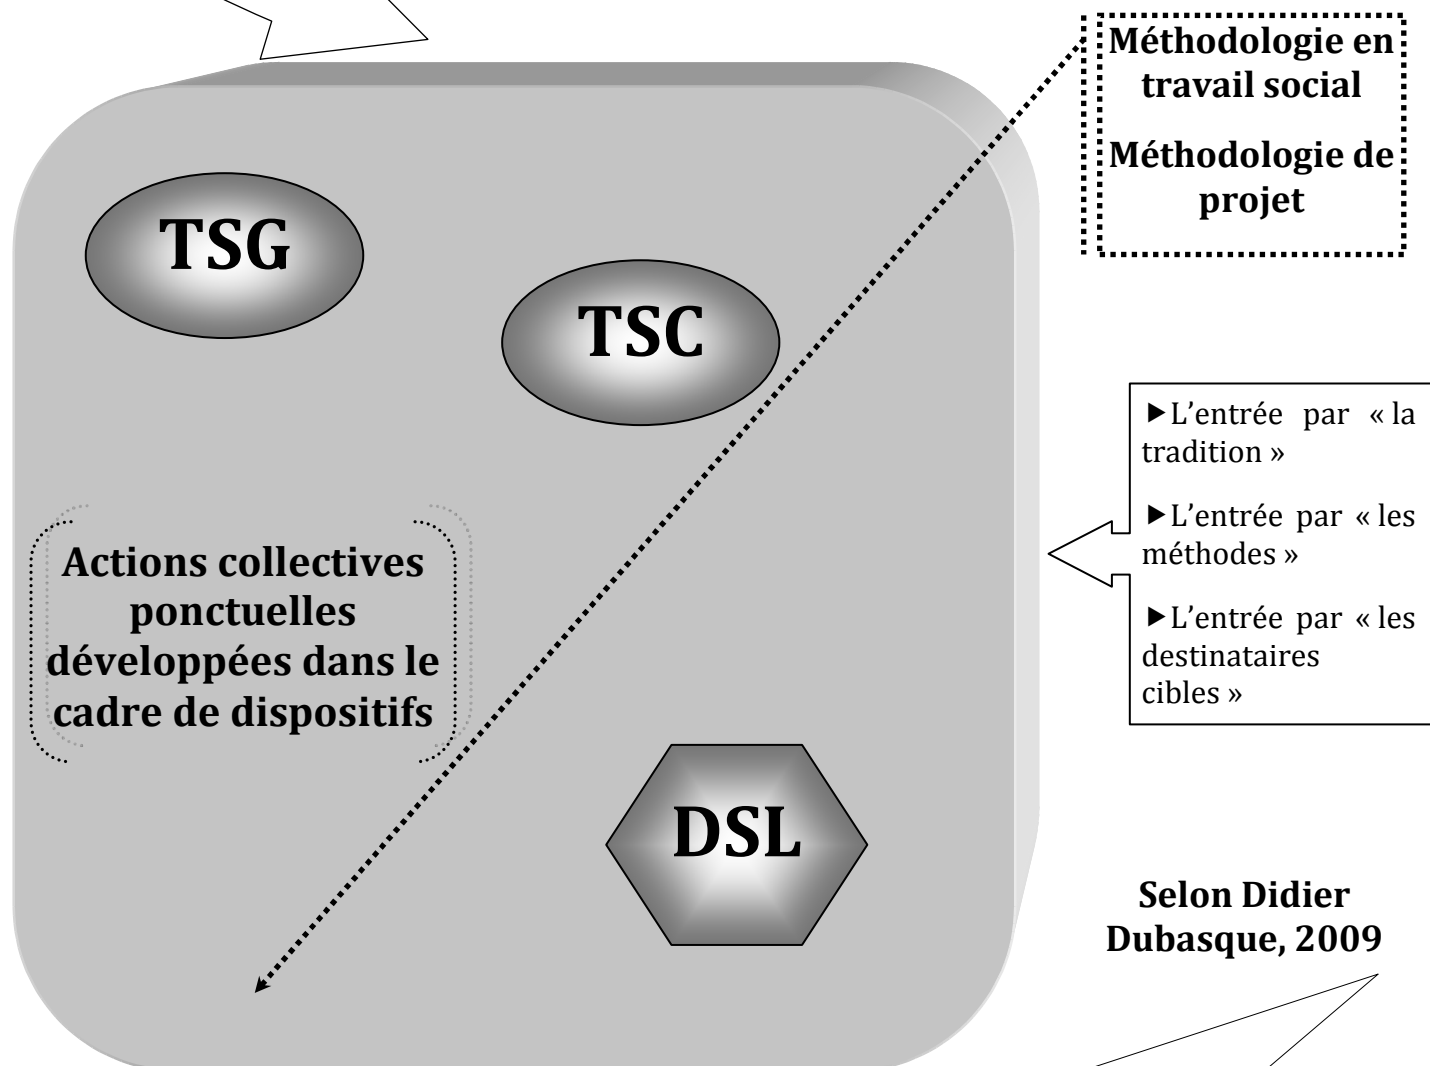 Méthodologie en
travail social
Méthodologie de
projet
TSG
TSC
►L’entrée par « la
tradition »
►L’entrée par « les
méthodes »
►L’entrée par « les
destinataires
cibles »
Actions collectives
ponctuelles
développées dans le
cadre de dispositifs
DSL
Selon Didier
Dubasque, 2009